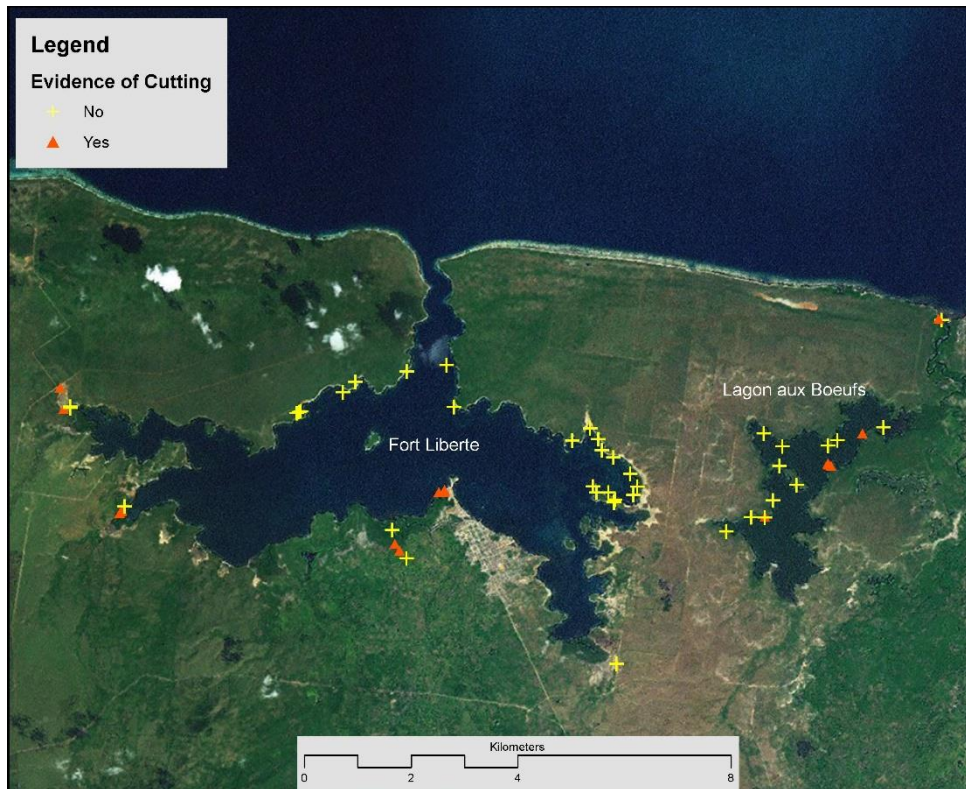 Legend
Evidence of Cutting
No
Yes
Lagon aux Boeufs
Fort Liberte
Kilometers
0 2 4 8